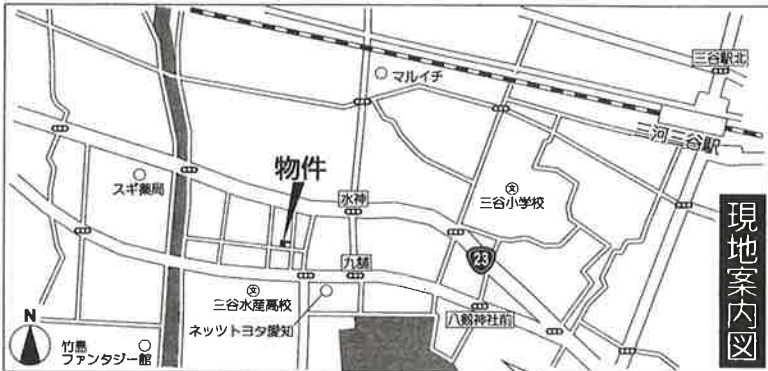 三谷駅北
マルイチ
三河三谷駅
物件
スギ薬局
三谷小学校
水神
現地案内図
23
九舗
三谷水産高校
ネッツトヨタ愛知
八剱神社前
N
竹島
ファンタジー館